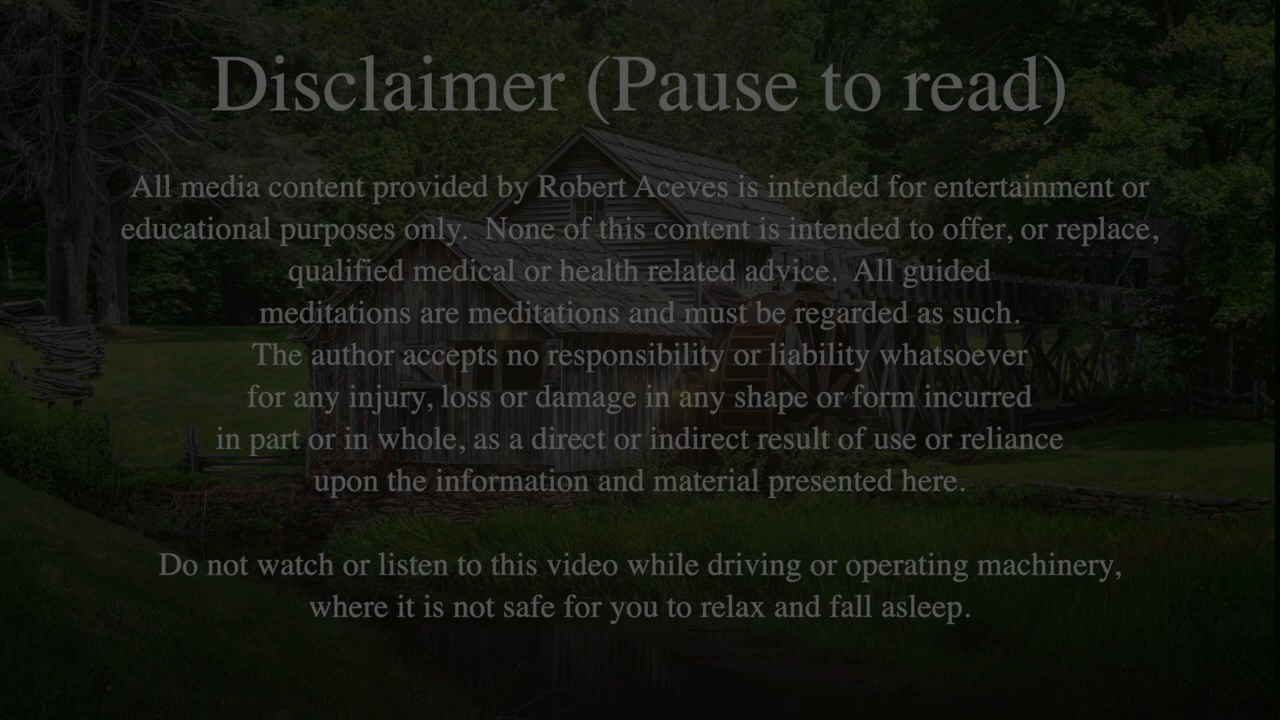 Disclaimer (Pause to read)
All media content provided by Robert Aceves is intended for entertainment or
educational purposes only.  None of this content is intended to offer, or replace,
qualified medical or health related advice.  All guided
meditations are meditations and must be regarded as such.
The author accepts no responsibility or liability whatsoever
for any injury, loss or damage in any shape or form incurred
in part or in whole, as a direct or indirect result of use or reliance
upon the information and material presented here.
Do not watch or listen to this video while driving or operating machinery,
where it is not safe for you to relax and fall asleep.